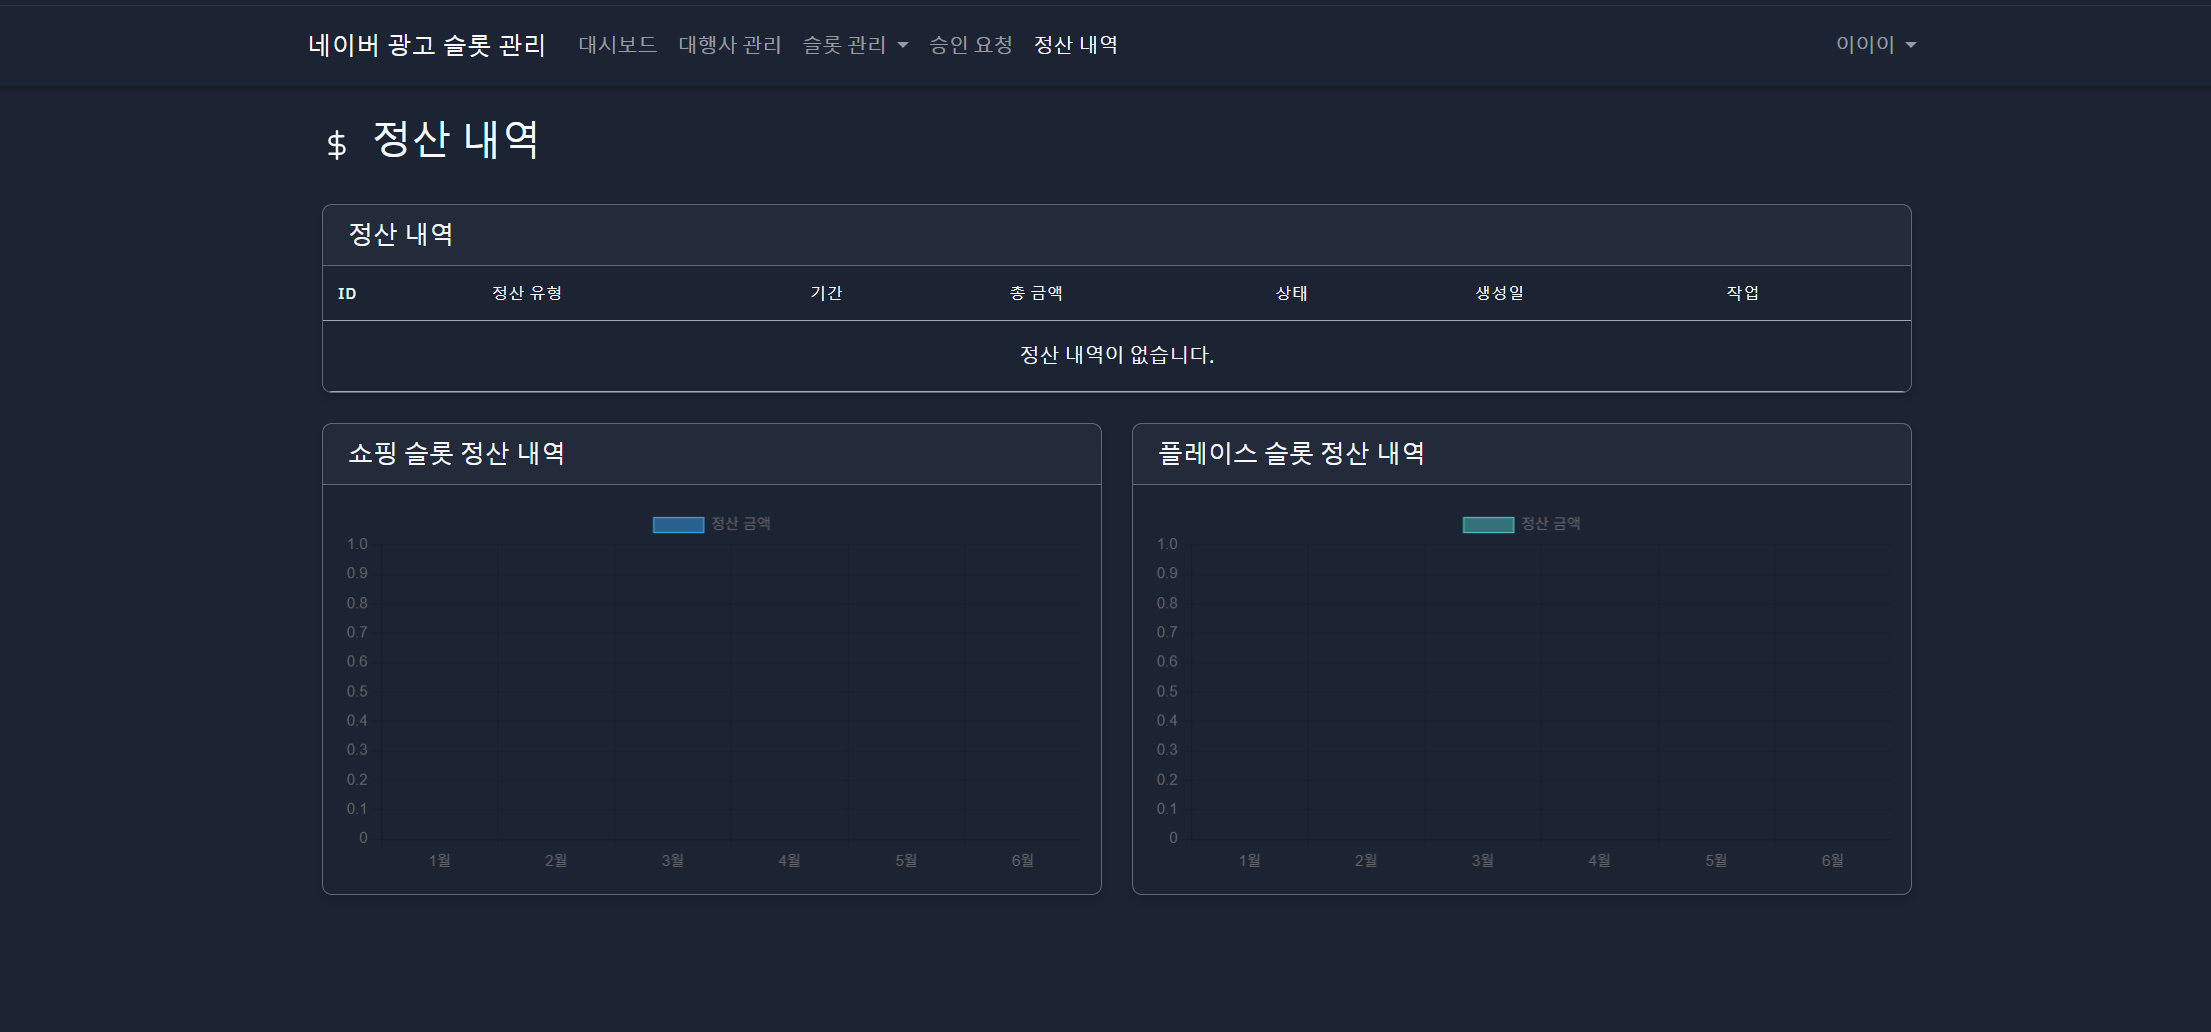 네이버 광고 슬롯 관리 대시보드 대행사 관리 슬롯 관리 승인 요청 정산 내역 이이이
$ 정산 내역
정산 내역
ID 정산 유형 기간 총 금액 상태 생성일 작업
정산 내역이 없습니다.
쇼핑 슬롯 정산 내역
정산 금액
1.0
0.9
0.8
0.7
0.6
0.5
0.4
0.3
0.2
0.1
0
1월 2월 3월 4월 5월 6월
플레이스 슬롯 정산 내역
정산 금액
1.0
0.9
0.8
0.7
0.6
0.5
0.4
0.3
0.2
0.1
0
1월 2월 3월 4월 5월 6월